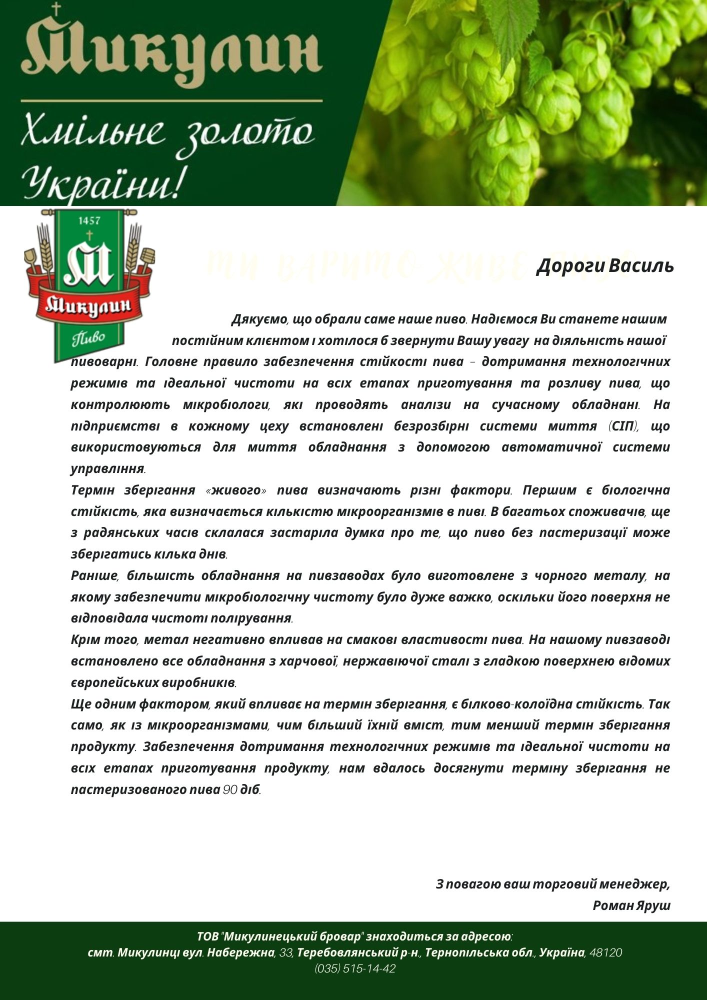 Микулин
Хмільне золото
України!
1457
М
Микулин
Пиво
ТИ ВАРИТО ЖИВЕ
Дороги Василь
Дякуємо, що обрали саме наше пиво. Надіємося Ви станете нашим
постійним клієнтом і хотілося б звернути Вашу увагу на діяльність нашої
пивоварні. Головне правило забезпечення стійкості пива – дотримання технологічних
режимів та ідеальної чистоти на всіх етапах приготування та розливу пива, що
контролюють мікробіологи, які проводять аналізи на сучасному обладнані. На
підприємстві в кожному цеху встановлені безрозбірні системи миття (СІП), що
використовуються для миття обладнання з допомогою автоматичної системи
управління.
Термін зберігання «живого» пива визначають різні фактори. Першим є біологічна
стійкість, яка визначається кількістю мікроорганізмів в пиві. В багатьох споживачів, ще
з радянських часів склалася застаріла думка про те, що пиво без пастеризації може
зберігатись кілька днів.
Раніше, більшість обладнання на пивзаводах було виготовлене з чорного металу, на
якому забезпечити мікробіологічну чистоту було дуже важко, оскільки його поверхня не
відповідала чистоті полірування.
Крім того, метал негативно впливав на смакові властивості пива. На нашому пивзаводі
встановлено все обладнання з харчової, нержавіючої сталі з гладкою поверхнею відомих
європейських виробників.
Ще одним фактором, який впливає на термін зберігання, є білково-колоїдна стійкість. Так
само, як із мікроорганізмами, чим більший їхній вміст, тим менший термін зберігання
продукту. Забезпечення дотримання технологічних режимів та ідеальної чистоти на
всіх етапах приготування продукту, нам вдалось досягнути терміну зберігання не
пастеризованого пива 90 діб.
З повагою ваш торговий менеджер,
Роман Яруш
ТОВ "Микулинецький бровар" знаходиться за адресою:
смт. Микулинці вул. Набережна, 33, Теребовлянський р-н., Тернопільська обл., Україна, 48120
(035) 515-14-42